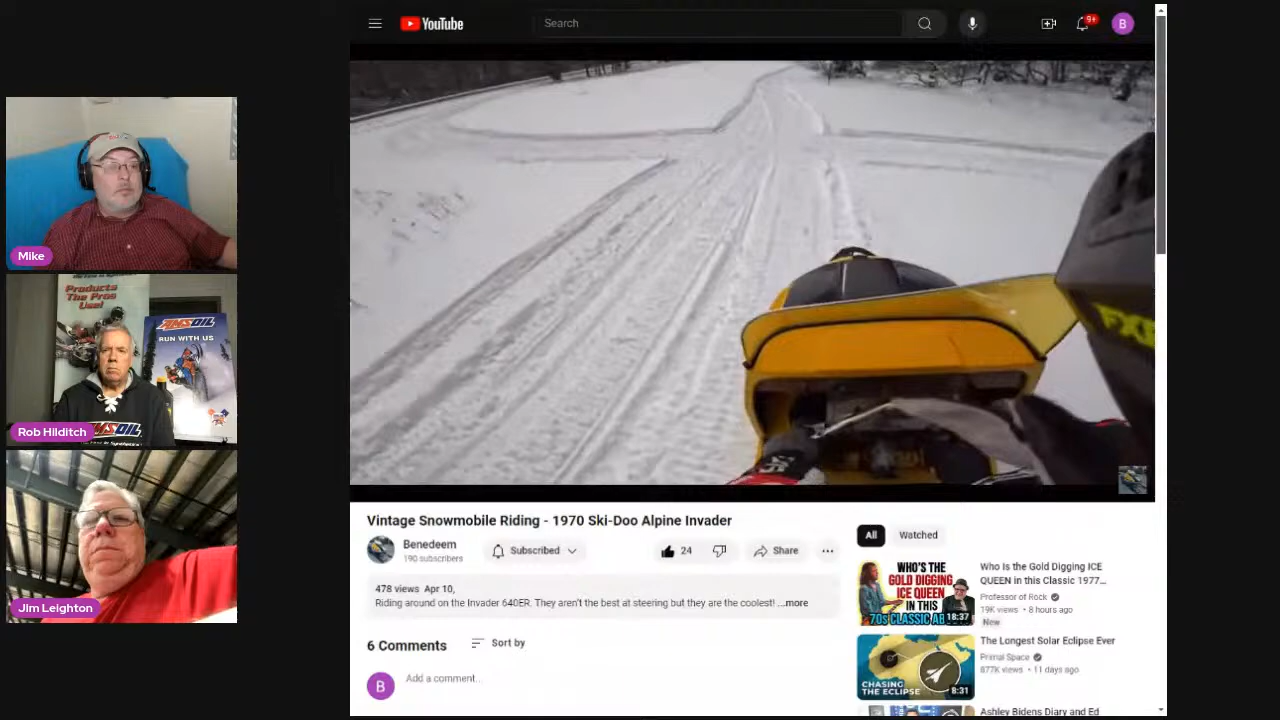 YouTube
Search
9+
B
Mike
Products
The Pros
Use!
AMSOIL
RUN WITH US
AMSOIL
Rob Hilditch
Jim Leighton
FXR
Vintage Snowmobile Riding - 1970 Ski-Doo Alpine Invader
Benedeem
190 subscribers
Subscribed
24
Share
478 views Apr 10,
Riding around on the Invader 640ER. They aren't the best at steering but they are the coolest! ...more
6 Comments
Sort by
B
Add a comment...
All
Watched
WHO'S THE
GOLD DIGGING
ICE QUEEN
IN THIS
70s CLASSIC
18:37
Who Is the Gold Digging ICE
QUEEN in this Classic 1977...
Professor of Rock
19K views • 8 hours ago
New
CHASING
THE ECLIPSE
8:31
The Longest Solar Eclipse Ever
Primal Space
877K views • 11 days ago
Ashley Bidens Diary and Ed